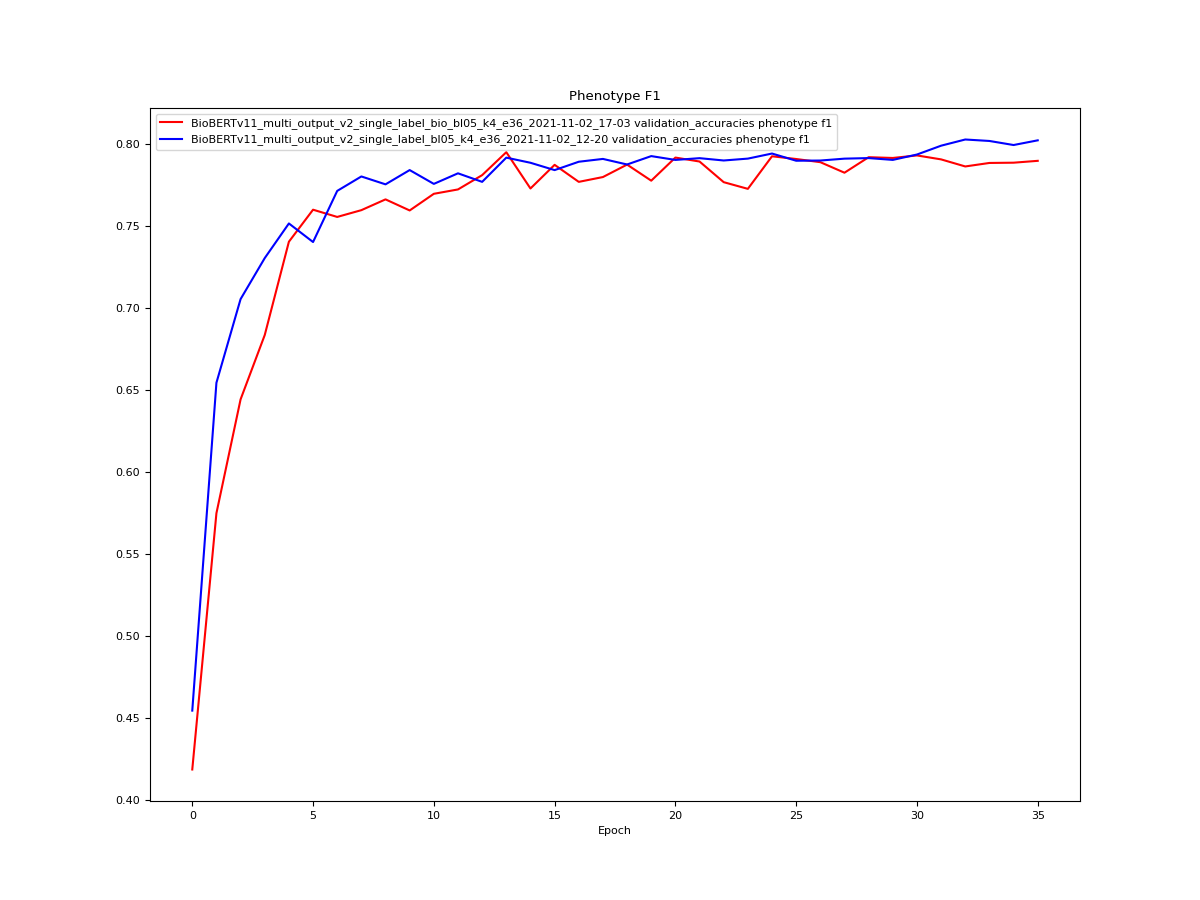 Phenotype F1
BioBERTv11_multi_output_v2_single_label_bio_bl05_k4_e36_2021-11-02_17-03 validation_accuracies phenotype f1
BioBERTv11_multi_output_v2_single_label_bl05_k4_e36_2021-11-02_12-20 validation_accuracies phenotype f1
0.80
0.75
0.70
0.65
0.60
0.55
0.50
0.45
0.40
0 5 10 15 20 25 30 35
Epoch